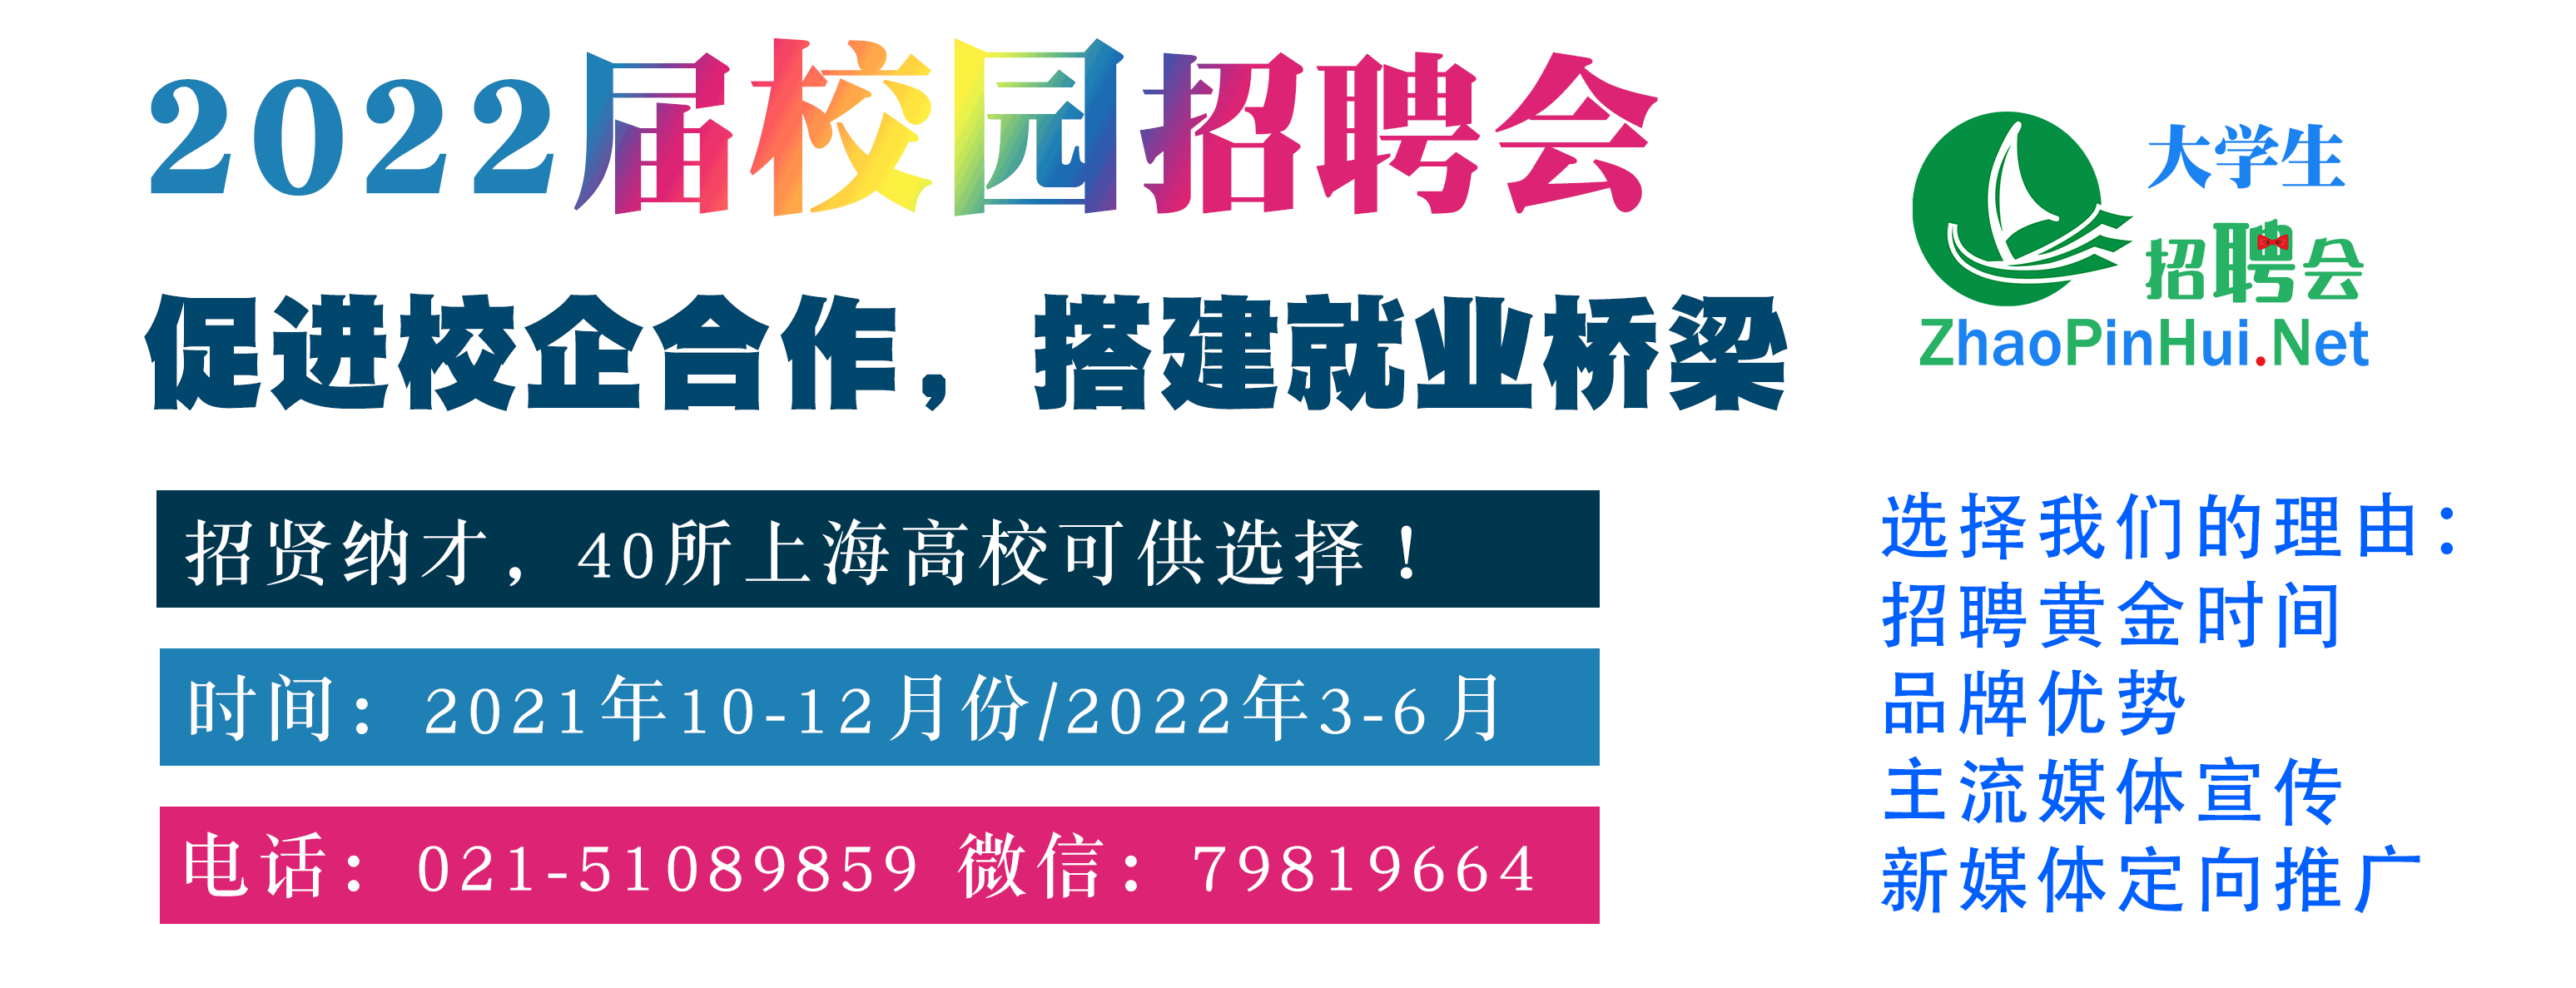 2022届校园招聘会
促进校企合作，搭建就业桥梁
招贤纳才，40所上海高校可供选择！
时间：2021年10-12月份/2022年3-6月
电话：021-51089859 微信：79819664
大学生
招聘会
ZhaoPinHui.Net
选择我们的理由：
招聘黄金时间
品牌优势
主流媒体宣传
新媒体定向推广